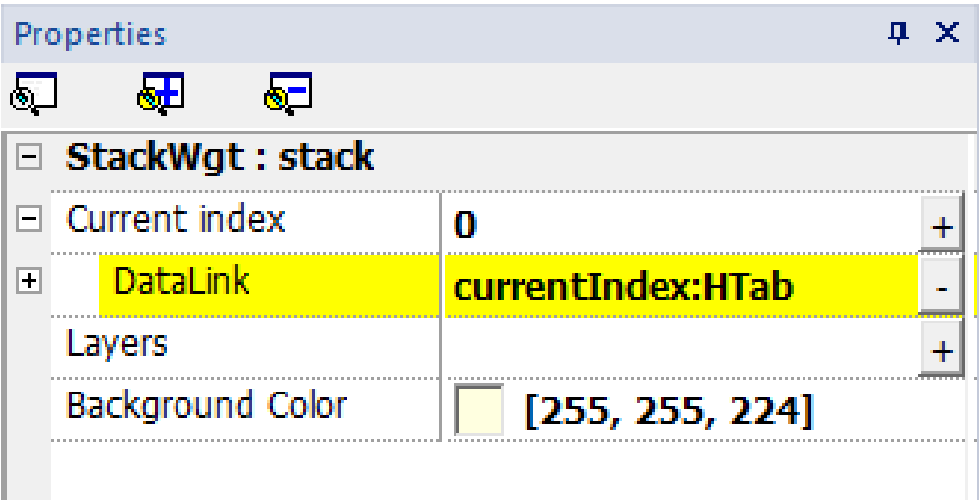 Properties
StackWgt : stack
Current index 0 +
DataLink currentIndex:HTab -
Layers +
Background Color [255, 255, 224]